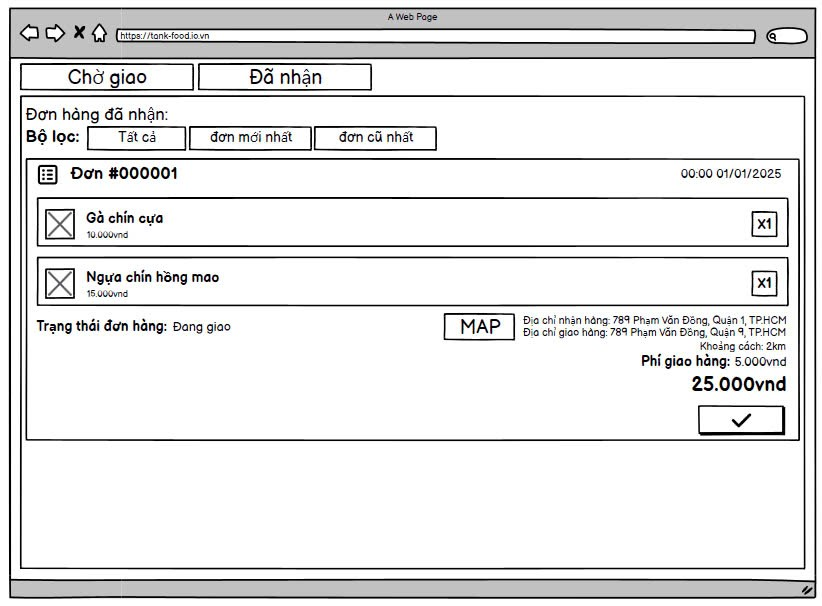 A Web Page
https://tank-food.io.vn
Chờ giao
Đã nhận
Đơn hàng đã nhận:
Bộ lọc:
Tất cả
đơn mới nhất
đơn cũ nhất
Đơn #000001
00:00 01/01/2025
Gà chín cựa
10.000vnd
X1
Ngựa chín hồng mao
15.000vnd
X1
Trạng thái đơn hàng: Đang giao
MAP
Địa chỉ nhận hàng: 789 Phạm Văn Đồng, Quận 1, TP.HCM
Địa chỉ giao hàng: 789 Phạm Văn Đồng, Quận 9, TP.HCM
Khoảng cách: 2km
Phí giao hàng: 5.000vnd
25.000vnd